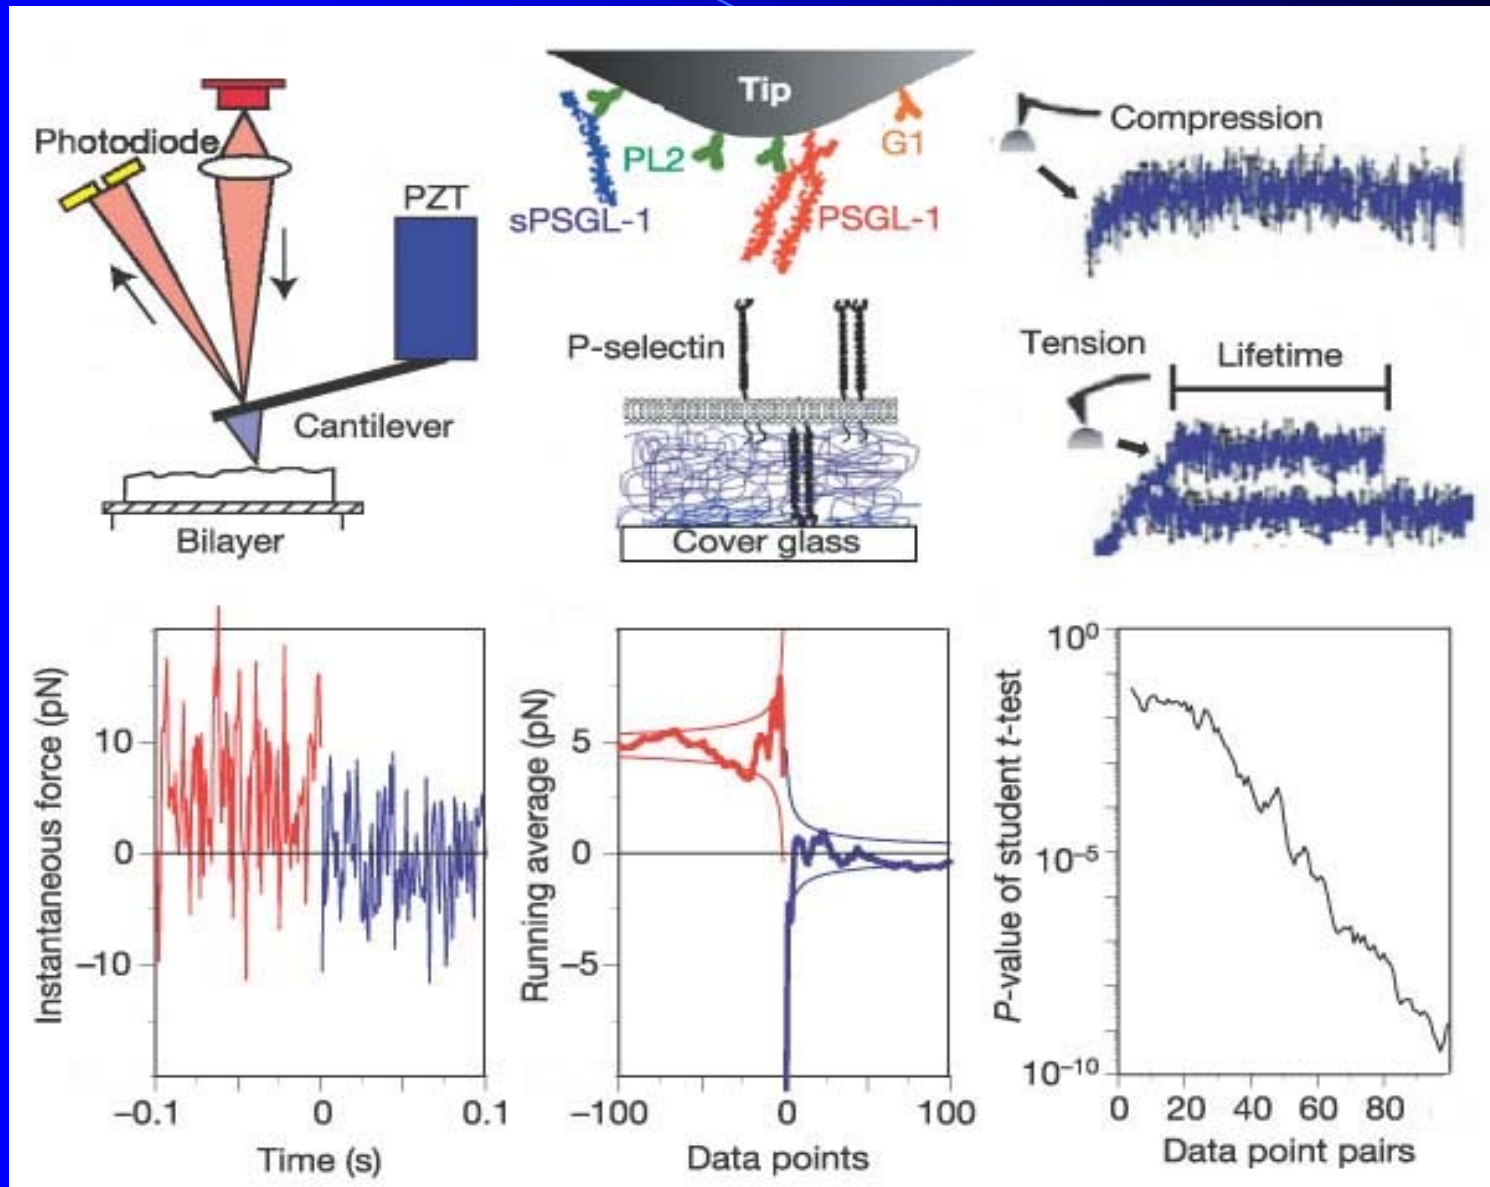 Photodiode
PZT
Cantilever
Bilayer
Tip
PL2
G1
sPSGL-1
PSGL-1
P-selectin
Cover glass
Compression
Tension
Lifetime
Instantaneous force (pN)
10
0
−10
−0.1
0
0.1
Time (s)
Running average (pN)
5
0
−5
−100
0
100
Data points
P-value of student t-test
10⁰
10⁻⁵
10⁻¹⁰
0
20
40
60
80
Data point pairs